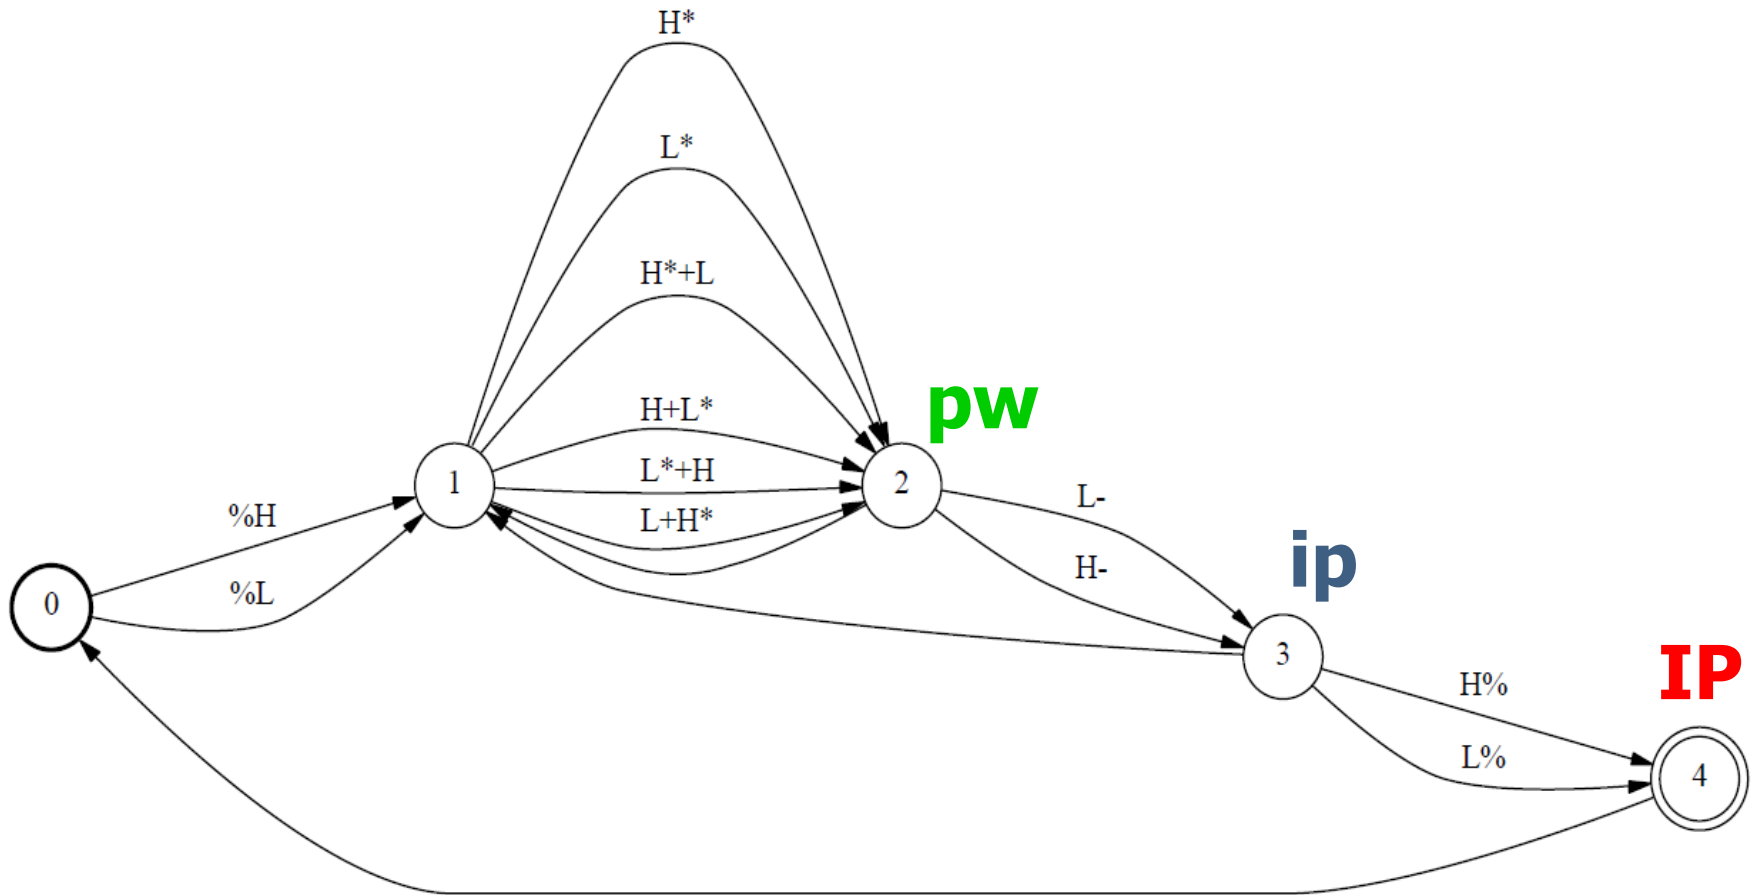 H*
L*
H*+L
pw
H+L*
L*+H
1
2
L-
L+H*
%H
ip
H-
%L
0
3
IP
H%
L%
4